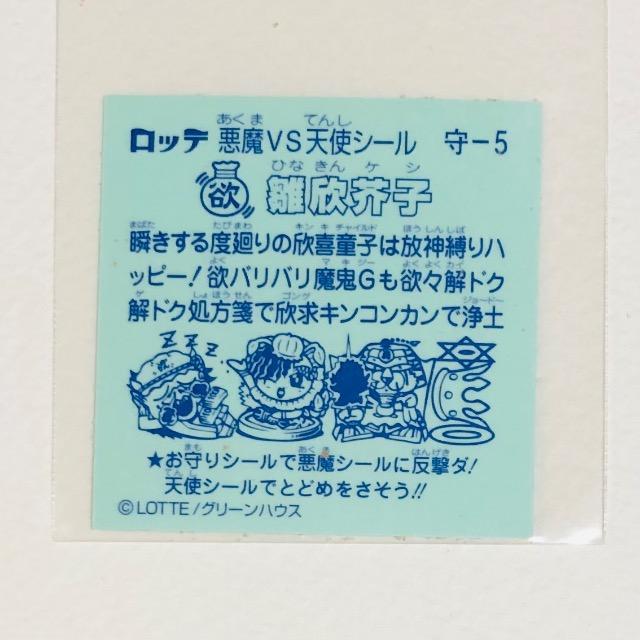 ロッテ 悪魔VS天使シール 守－5
欲 雛欣芥子
瞬きする度廻りの欣喜童子は放神縛りハ
ッピー！欲バリバリ魔鬼Gも欲々解ドク
解ドク処方箋で欣求キンコンカンで浄土
ZZZ
★お守りシールで悪魔シールに反撃ダ！
天使シールでとどめをさそう!!
©LOTTE/グリーンハウス